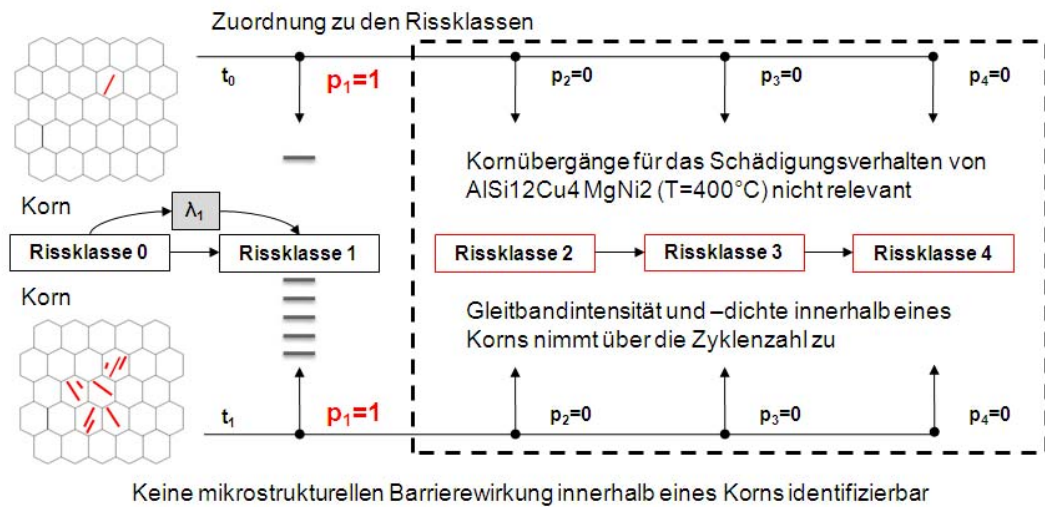 Zuordnung zu den Rissklassen
t0
p1=1
p2=0
p3=0
p4=0
Kornübergänge für das Schädigungsverhalten von
AlSi12Cu4 MgNi2 (T=400°C) nicht relevant
Korn
λ1
Rissklasse 0
Rissklasse 1
Rissklasse 2
Rissklasse 3
Rissklasse 4
Korn
Gleitbandintensität und –dichte innerhalb eines
Korns nimmt über die Zyklenzahl zu
t1
p1=1
p2=0
p3=0
p4=0
Keine mikrostrukturellen Barrierewirkung innerhalb eines Korns identifizierbar